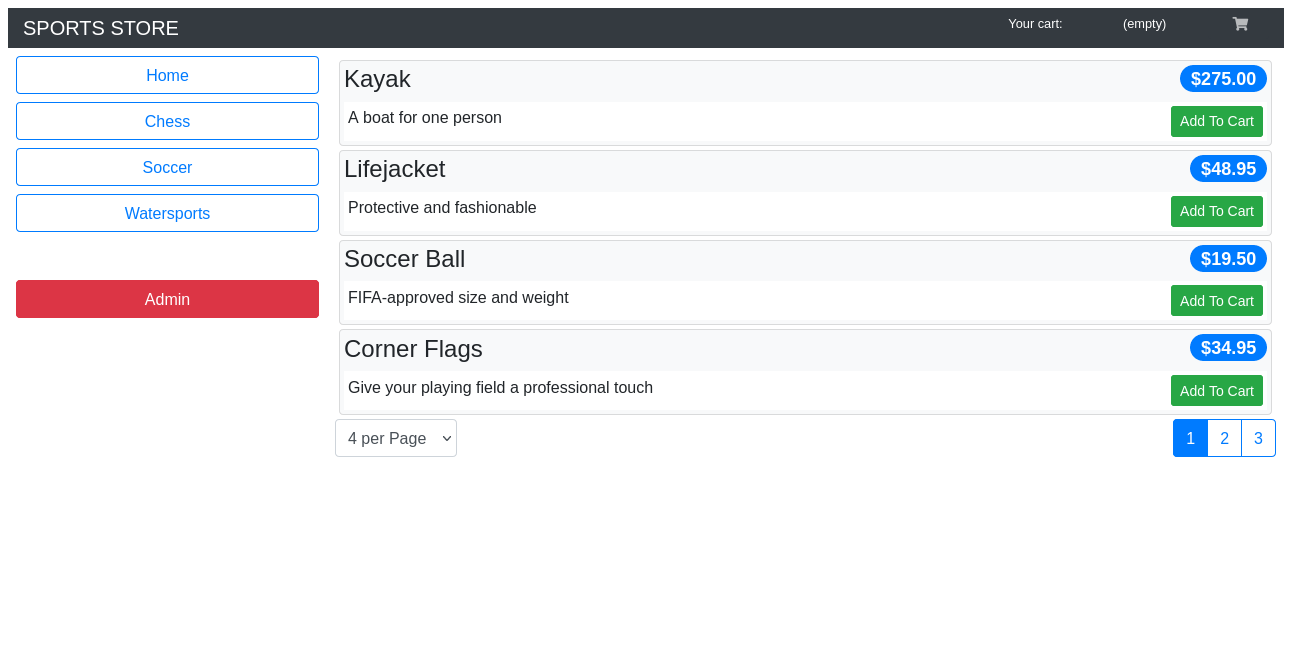 SPORTS STORE Your cart: (empty)
Home
Chess
Soccer
Watersports
Admin
Kayak $275.00
A boat for one person Add To Cart
Lifejacket $48.95
Protective and fashionable Add To Cart
Soccer Ball $19.50
FIFA-approved size and weight Add To Cart
Corner Flags $34.95
Give your playing field a professional touch Add To Cart
4 per Page 1 2 3